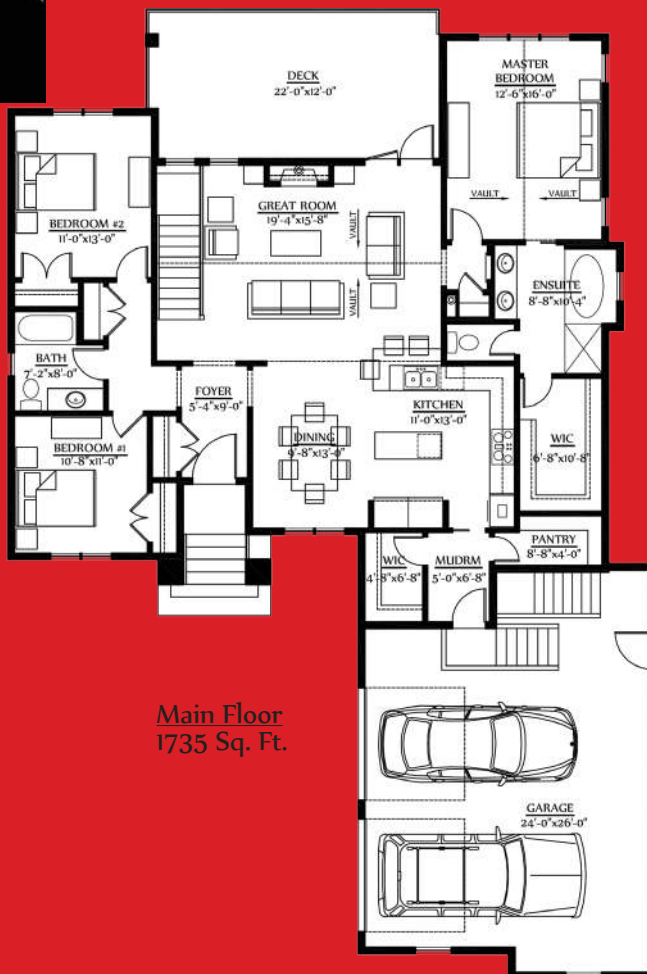 DECK
22'-0"x12'-0"
MASTER
BEDROOM
12'-6"x16'-0"
VAULT
VAULT
BEDROOM #2
11'-0"x13'-0"
GREAT ROOM
19'-4"x15'-8"
VAULT
VAULT
ENSUITE
8'-8"x10'-4"
BATH
7'-2"x8'-0"
FOYER
5'-4"x9'-0"
KITCHEN
11'-0"x13'-0"
DINING
9'-8"x13'-0"
BEDROOM #1
10'-8"x11'-0"
WIC
6'-8"x10'-8"
PANTRY
8'-8"x4'-0"
WIC
4'-8"x6'-8"
MUDRM
5'-0"x6'-8"
Main Floor
1735 Sq. Ft.
GARAGE
24'-0"x26'-0"